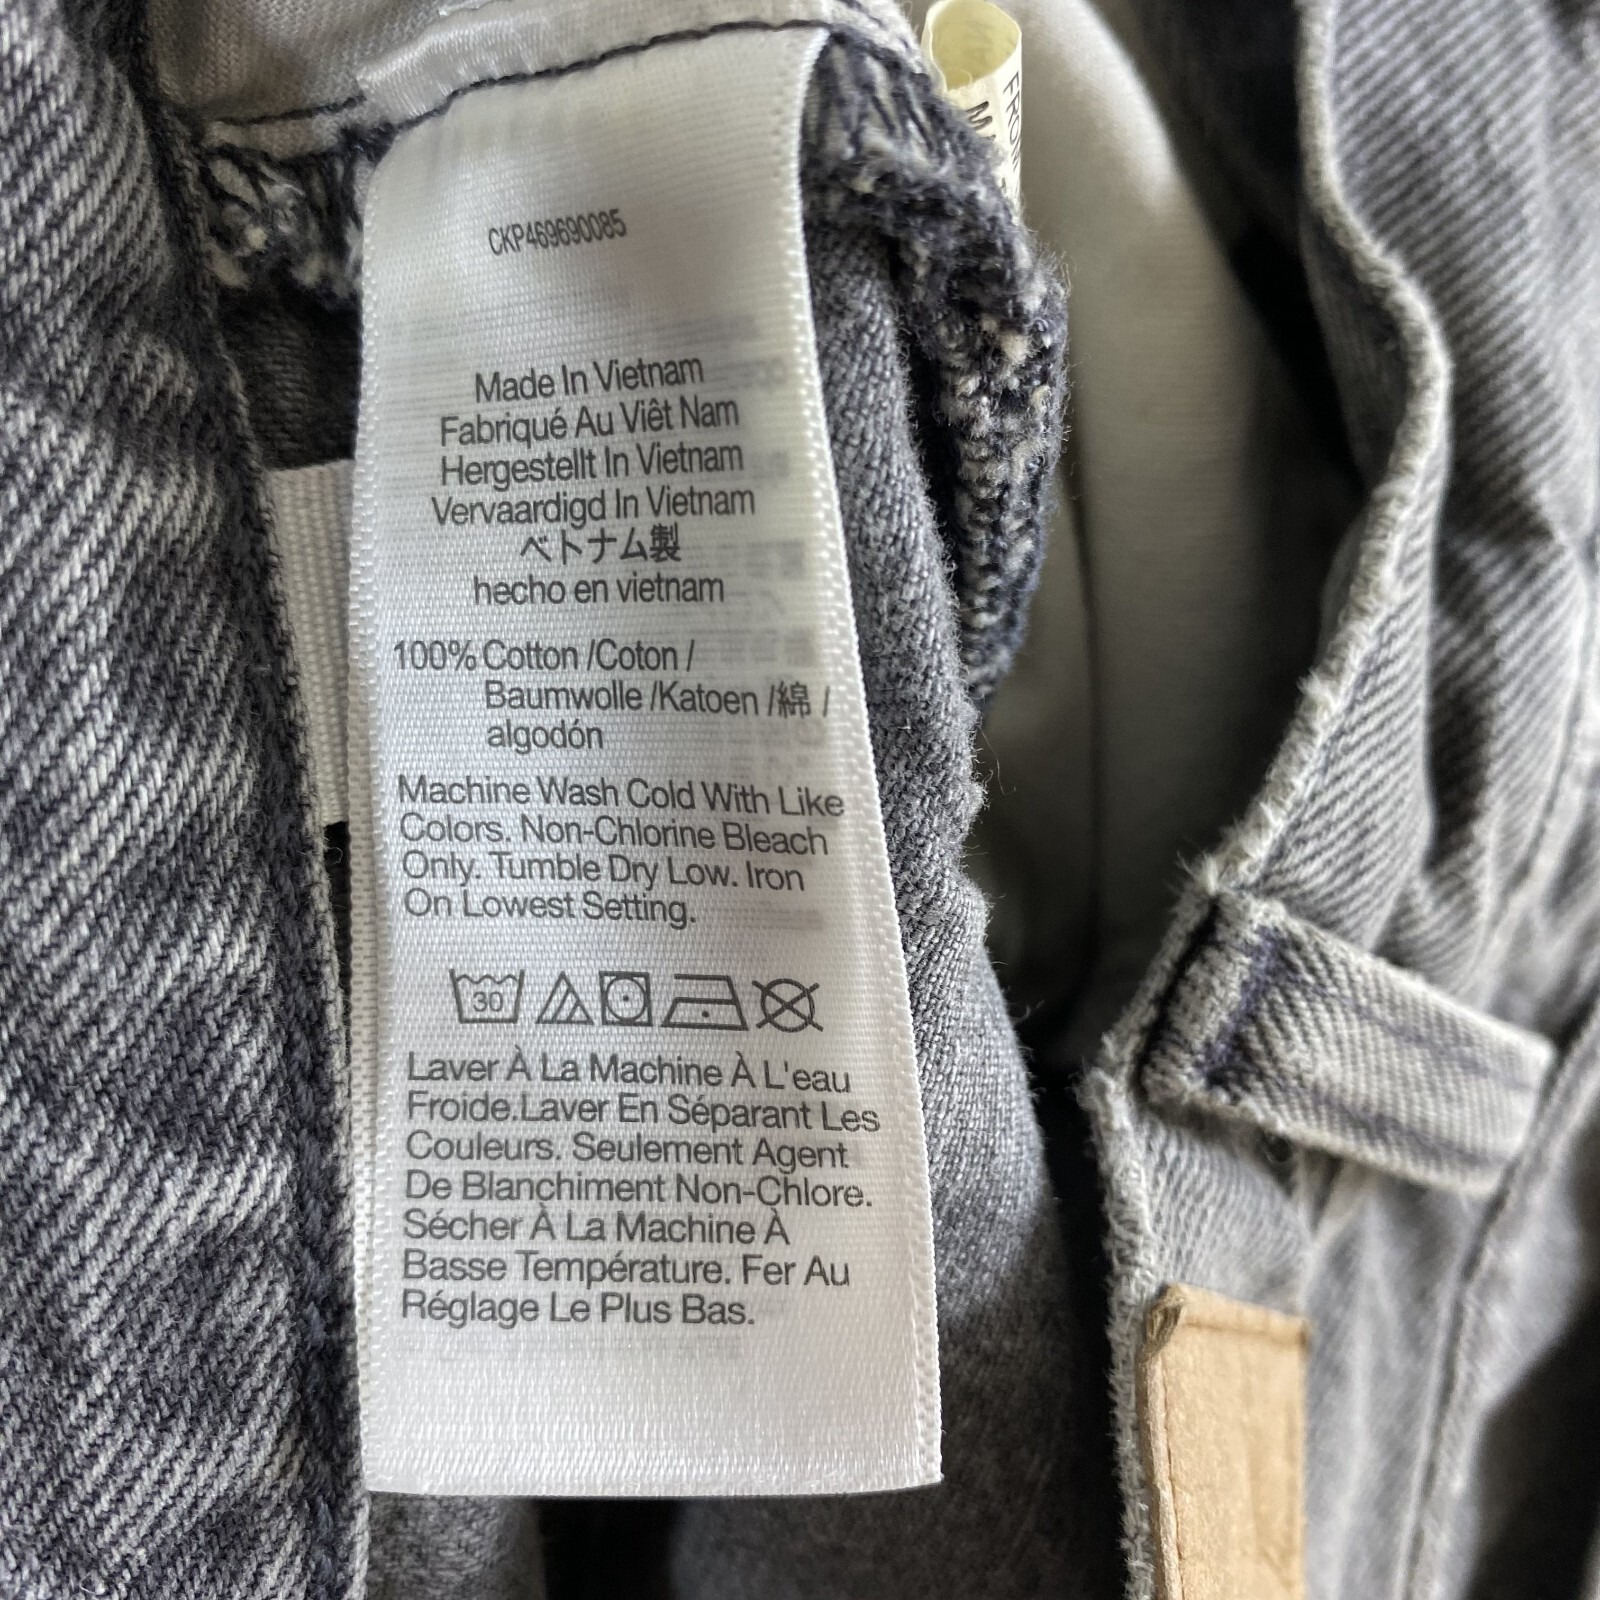 CKP469690085
Made In Vietnam
Fabriqué Au Viêt Nam
Hergestellt In Vietnam
Vervaardigd In Vietnam
ベトナム製
hecho en vietnam
100% Cotton /Coton /
Baumwolle /Katoen /綿 /
algodón
Machine Wash Cold With Like
Colors. Non-Chlorine Bleach
Only. Tumble Dry Low. Iron
On Lowest Setting.
30
Laver À La Machine À L'eau
Froide.Laver En Séparant Les
Couleurs. Seulement Agent
De Blanchiment Non-Chlore.
Sécher À La Machine À
Basse Température. Fer Au
Réglage Le Plus Bas.
FROM